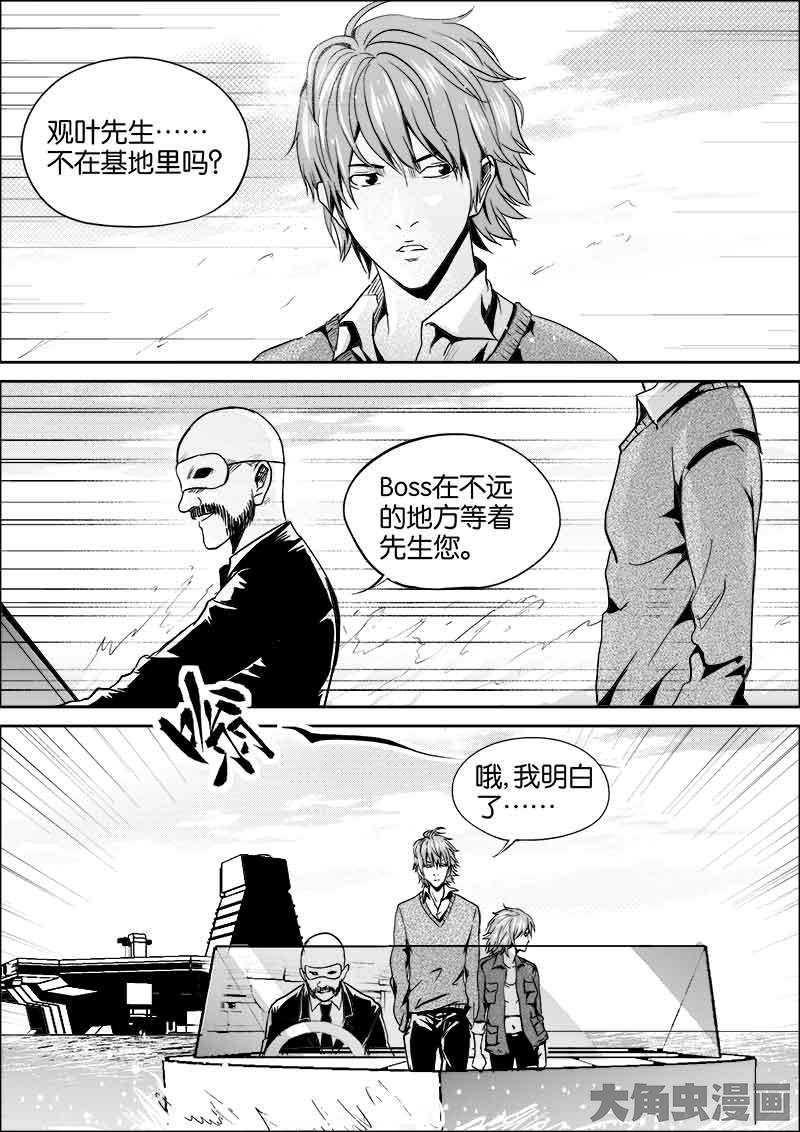 观叶先生……
不在基地里吗？
Boss在不远
的地方等着
先生您。
哦，我明白
了……
大角虫漫画